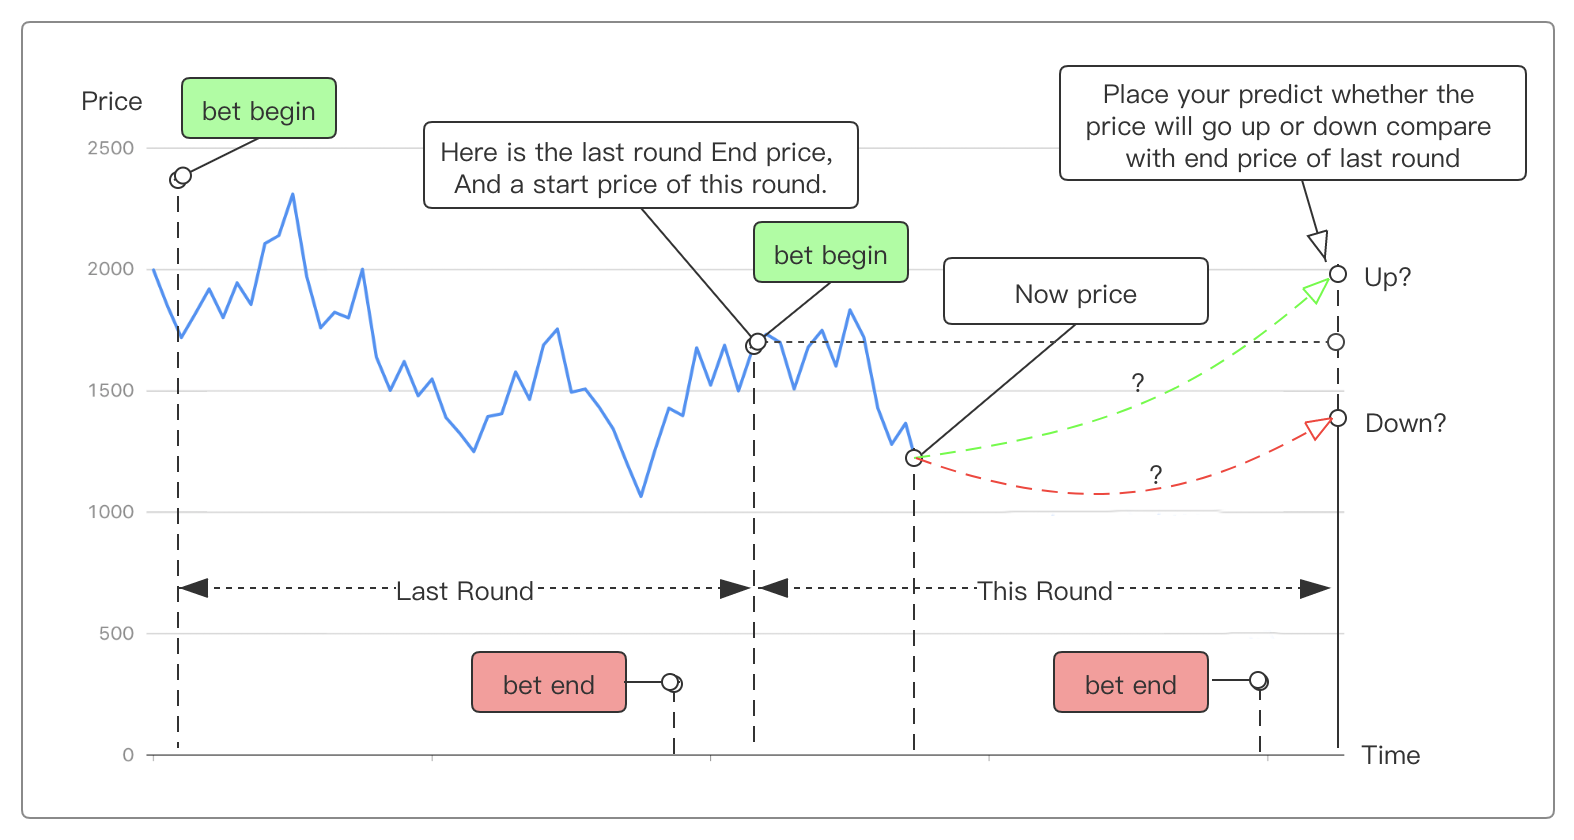 Price
bet begin
Place your predict whether the
price will go up or down compare
with end price of last round
2500
Here is the last round End price,
And a start price of this round.
bet begin
2000
Now price
Up?
1500
?
Down?
?
1000
Last Round
This Round
500
bet end
bet end
0
Time